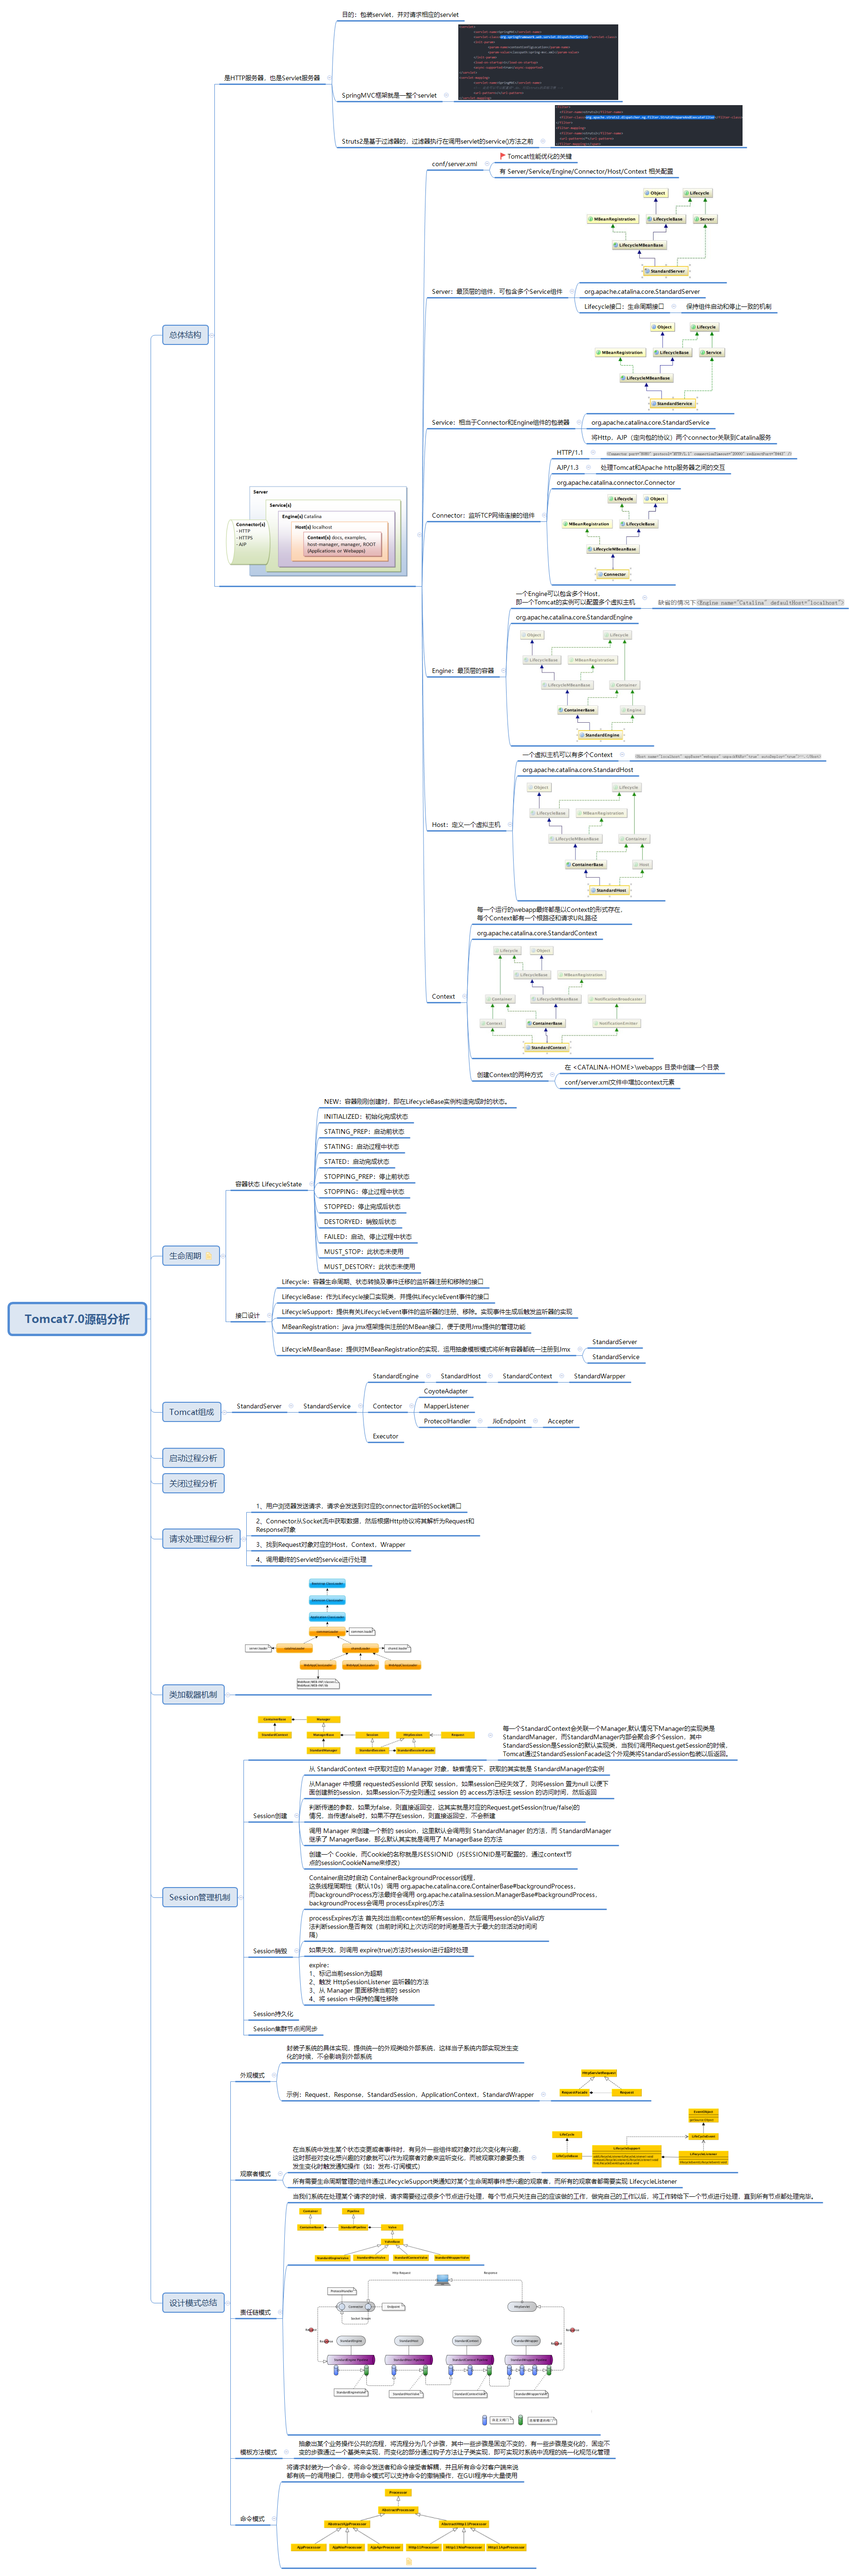 Tomcat7.0源码分析
总体结构
是HTTP服务器，也是Servlet服务器
目的：包装servlet，并对请求相应的servlet
SpringMVC框架就是一整个servlet
Struts2是基于过滤器的，过滤器执行在调用servlet的service()方法之前
Server
Service(s)
Engine(s) Catalina
Host(s) localhost
Context(s) docs, examples,
host-manager, manager, ROOT
(Applications or Webapps)
Connector(s)
- HTTP
- HTTPS
- AJP
conf/server.xml
Tomcat性能优化的关键
有 Server/Service/Engine/Connector/Host/Context 相关配置
Server：最顶层的组件，可包含多个Service组件
Object
Lifecycle
MBeanRegistration
LifecycleBase
Server
LifecycleMBeanBase
StandardServer
org.apache.catalina.core.StandardServer
Lifecycle接口：生命周期接口
保持组件启动和停止一致的机制
Service：相当于Connector和Engine组件的包装器
Object
Lifecycle
MBeanRegistration
LifecycleBase
Service
LifecycleMBeanBase
StandardService
org.apache.catalina.core.StandardService
将Http、AJP（定向包的协议）两个connector关联到Catalina服务
Connector：监听TCP网络连接的组件
HTTP/1.1
AJP/1.3
处理Tomcat和Apache http服务器之间的交互
org.apache.catalina.connector.Connector
Lifecycle
Object
MBeanRegistration
LifecycleBase
LifecycleMBeanBase
Connector
Engine：最顶层的容器
一个Engine可以包含多个Host，
即一个Tomcat的实例可以配置多个虚拟主机
缺省的情况下<Engine name="Catalina" defaultHost="localhost">
org.apache.catalina.core.StandardEngine
Object
Lifecycle
LifecycleBase
MBeanRegistration
LifecycleMBeanBase
Container
ContainerBase
Engine
StandardEngine
Host：定义一个虚拟主机
一个虚拟主机可以有多个Context
org.apache.catalina.core.StandardHost
Object
Lifecycle
LifecycleBase
MBeanRegistration
LifecycleMBeanBase
Container
ContainerBase
Host
StandardHost
Context
每一个运行的webapp最终都是以Context的形式存在，
每个Context都有一个根路径和请求URL路径
org.apache.catalina.core.StandardContext
Lifecycle
Object
LifecycleBase
MBeanRegistration
Container
LifecycleMBeanBase
NotificationBroadcaster
Context
ContainerBase
NotificationEmitter
StandardContext
创建Context的两种方式
在 <CATALINA-HOME>\webapps 目录中创建一个目录
conf/server.xml文件中增加context元素
生命周期
容器状态 LifecycleState
NEW：容器刚刚创建时，即在LifecycleBase实例构造完成时的状态。
INITIALIZED：初始化完成状态
STATING_PREP：启动前状态
STATING：启动过程中状态
STATED：启动完成状态
STOPPING_PREP：停止前状态
STOPPING：停止过程中状态
STOPPED：停止完成后状态
DESTORYED：销毁后状态
FAILED：启动、停止过程中状态
MUST_STOP：此状态未使用
MUST_DESTORY：此状态未使用
接口设计
Lifecycle：容器生命周期、状态转换及事件迁移的监听器注册和移除的接口
LifecycleBase：作为Lifecycle接口实现类，并提供LifecycleEvent事件的接口
LifecycleSupport：提供有关LifecycleEvent事件的监听器的注册、移除。实现事件生成后触发监听器的实现
MBeanRegistration：java jmx框架提供注册的MBean接口，便于使用Jmx提供的管理功能
LifecycleMBeanBase：提供对MBeanRegistration的实现，运用抽象模板模式将所有容器都统一注册到Jmx
StandardServer
StandardService
Tomcat组成
StandardServer
StandardService
StandardEngine
StandardHost
StandardContext
StandardWarpper
Contector
CoyoteAdapter
MapperListener
ProtecolHandler
JioEndpoint
Accepter
Executor
启动过程分析
关闭过程分析
请求处理过程分析
1、用户浏览器发送请求，请求会发送到对应的connector监听的Socket端口
2、Connector从Socket流中获取数据，然后根据Http协议将其解析为Request和
Response对象
3、找到Request对象对应的Host、Context、Wrapper
4、调用最终的Servlet的service进行处理
类加载器机制
Session管理机制
ContainerBase
Manager
StandardContext
ManagerBase
Session
HttpSession
Request
StandardManager
StandardSession
StandardSessionFacade
每一个StandardContext会关联一个Manager,默认情况下Manager的实现类是
StandardManager，而StandardManager内部会聚合多个Session，其中
StandardSession是Session的默认实现类，当我们调用Request.getSession的时候，
Tomcat通过StandardSessionFacade这个外观类将StandardSession包装以后返回。
Session创建
从 StandardContext 中获取对应的 Manager 对象，缺省情况下，获取的其实就是 StandardManager的实例
从Manager 中根据 requestedSessionId 获取 session，如果session已经失效了，则将session 置为null 以便下
面创建新的session，如果session不为空则通过 session 的 access方法标注 session 的访问时间，然后返回
判断传递的参数，如果为false，则直接返回空，这其实就是对应的Request.getSession(true/false)的
情况，当传递false时，如果不存在session，则直接返回空，不会新建
调用 Manager 来创建一个新的 session，这里默认会调用到 StandardManager 的方法，而 StandardManager
继承了 ManagerBase，那么默认其实就是调用了 ManagerBase 的方法
创建一个 Cookie，而Cookie的名称就是JSESSIONID（JSESSIONID是可配置的，通过context节
点的sessionCookieName来修改）
Session销毁
Container启动时启动 ContainerBackgroundProcessor线程，
这条线程周期性（默认10s）调用 org.apache.catalina.core.ContainerBase#backgroundProcess，
而backgroundProcess方法最终会调用 org.apache.catalina.session.ManagerBase#backgroundProcess，
backgroundProcess会调用 processExpires()方法
processExpires方法 首先找出当前context的所有session，然后调用session的isValid方
法判断session是否有效（当前时间和上次访问的时间差是否大于最大的非活动时间间
隔）
如果失效，则调用 expire(true)方法对session进行超时处理
expire：
1、标记当前session为超期
2、触发 HttpSessionListener 监听器的方法
3、从 Manager 里面移除当前的 session
4、将 session 中保持的属性移除
Session持久化
Session集群节点间同步
设计模式总结
外观模式
封装子系统的具体实现，提供统一的外观类给外部系统，这样当子系统内部实现发生变
化的时候，不会影响到外部系统
示例：Request、Response、StandardSession、ApplicationContext、StandardWrapper
HttpServletRequest
RequestFacade
Request
观察者模式
在当系统中发生某个状态变更或者事件时，有另外一些组件或对象对此次变化有兴趣，
这时那些对变化感兴趣的对象就可以作为观察者对象来监听变化，而被观察对象要负责
发生变化时触发通知操作（如：发布-订阅模式）
所有需要生命周期管理的组件通过LifecycleSupport类通知对某个生命周期事件感兴趣的观察者，而所有的观察者都需要实现 LifecycleListener
责任链模式
当我们系统在处理某个请求的时候，请求需要经过很多个节点进行处理，每个节点只关注自己的应该做的工作，做完自己的工作以后，将工作转给下一个节点进行处理，直到所有节点都处理完毕。
模板方法模式
抽象出某个业务操作公共的流程，将流程分为几个步骤，其中一些步骤是固定不变的，有一些步骤是变化的，固定不
变的步骤通过一个基类来实现，而变化的部分通过钩子方法让子类实现，即可实现对系统中流程的统一化规范化管理
命令模式
将请求封装为一个命令，将命令发送者和命令接受者解耦，并且所有命令对客户端来说
都有统一的调用接口，使用命令模式可以支持命令的撤销操作，在GUI程序中大量使用
Processor
AbstractProcessor
AbstractAjpProcessor
AbstractHttp11Processor
AjpProcessor
AjpNioProcessor
AjpAprProcessor
Http11Processor
Http11NioProcessor
Http11AprProcessor